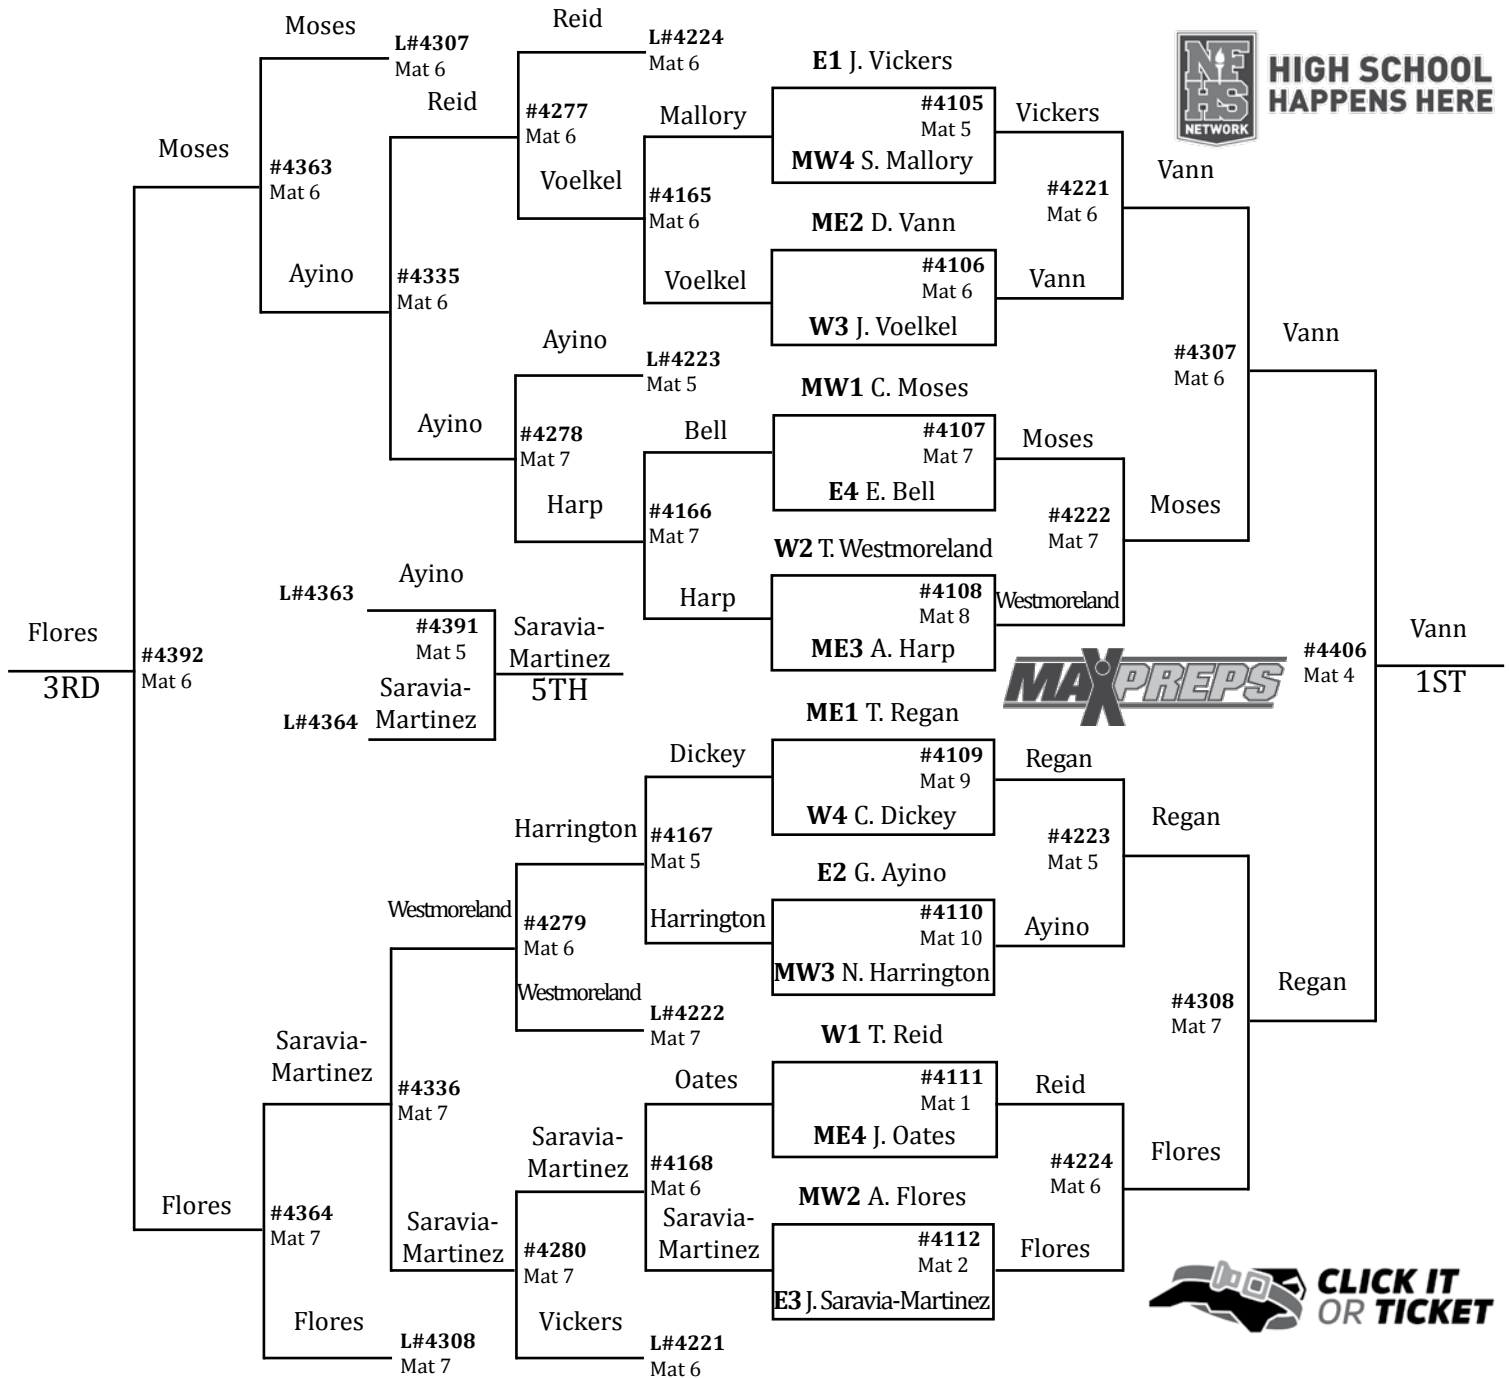 Moses
L#4307
Mat 6
Reid
L#4224
Mat 6
E1 J. Vickers
NFHS
NETWORK
HIGH SCHOOL
HAPPENS HERE
Reid
#4277
Mat 6
Mallory
#4105
Mat 5
Vickers
MW4 S. Mallory
Moses
#4363
Mat 6
Voelkel
#4165
Mat 6
#4221
Mat 6
Vann
ME2 D. Vann
Ayino
#4335
Mat 6
Voelkel
#4106
Mat 6
Vann
W3 J. Voelkel
Ayino
L#4223
Mat 5
#4307
Mat 6
Vann
MW1 C. Moses
Ayino
#4278
Mat 7
Bell
#4107
Mat 7
Moses
E4 E. Bell
Harp
#4166
Mat 7
#4222
Mat 7
Moses
W2 T. Westmoreland
Harp
#4108
Mat 8
Westmoreland
ME3 A. Harp
L#4363
Ayino
#4391
Mat 5
Saravia-
Martinez
5TH
L#4364
Saravia-
Martinez
Flores
3RD
#4392
Mat 6
MAXPREPS
#4406
Mat 4
Vann
1ST
ME1 T. Regan
Dickey
#4109
Mat 9
Regan
W4 C. Dickey
Harrington
#4167
Mat 5
#4223
Mat 5
Regan
E2 G. Ayino
Westmoreland
#4279
Mat 6
Harrington
#4110
Mat 10
Ayino
MW3 N. Harrington
Westmoreland
L#4222
Mat 7
#4308
Mat 7
Regan
W1 T. Reid
Saravia-
Martinez
#4336
Mat 7
Oates
#4111
Mat 1
Reid
ME4 J. Oates
Saravia-
Martinez
#4168
Mat 6
#4224
Mat 6
Flores
MW2 A. Flores
Flores
#4364
Mat 7
Saravia-
Martinez
#4280
Mat 7
Saravia-
Martinez
#4112
Mat 2
Flores
E3 J. Saravia-Martinez
Flores
L#4308
Mat 7
Vickers
L#4221
Mat 6
CLICK IT
OR TICKET